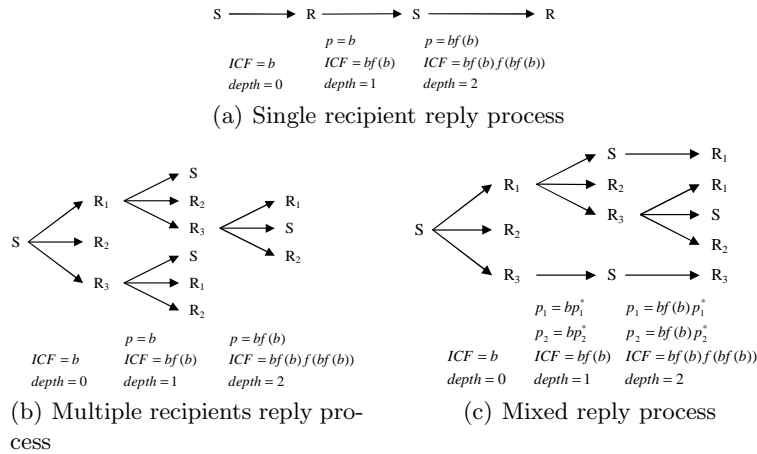 S R S R
p = b p = bf(b)
ICF = b ICF = bf(b) ICF = bf(b)f(bf(b))
depth = 0 depth = 1 depth = 2
(a) Single recipient reply process
S
R₁ R₂ R₁
R₃ S
S R₂ S R₂
R₃ R₁
R₂
p = b p = bf(b)
ICF = b ICF = bf(b) ICF = bf(b)f(bf(b))
depth = 0 depth = 1 depth = 2
(b) Multiple recipients reply pro-
cess
S R₁
R₁ R₂ R₁
R₃ S
S R₂ R₂
R₃ S R₃
p₁ = bp₁* p₁ = bf(b)p₁*
p₂ = bp₂* p₂ = bf(b)p₂*
ICF = b ICF = bf(b) ICF = bf(b)f(bf(b))
depth = 0 depth = 1 depth = 2
(c) Mixed reply process